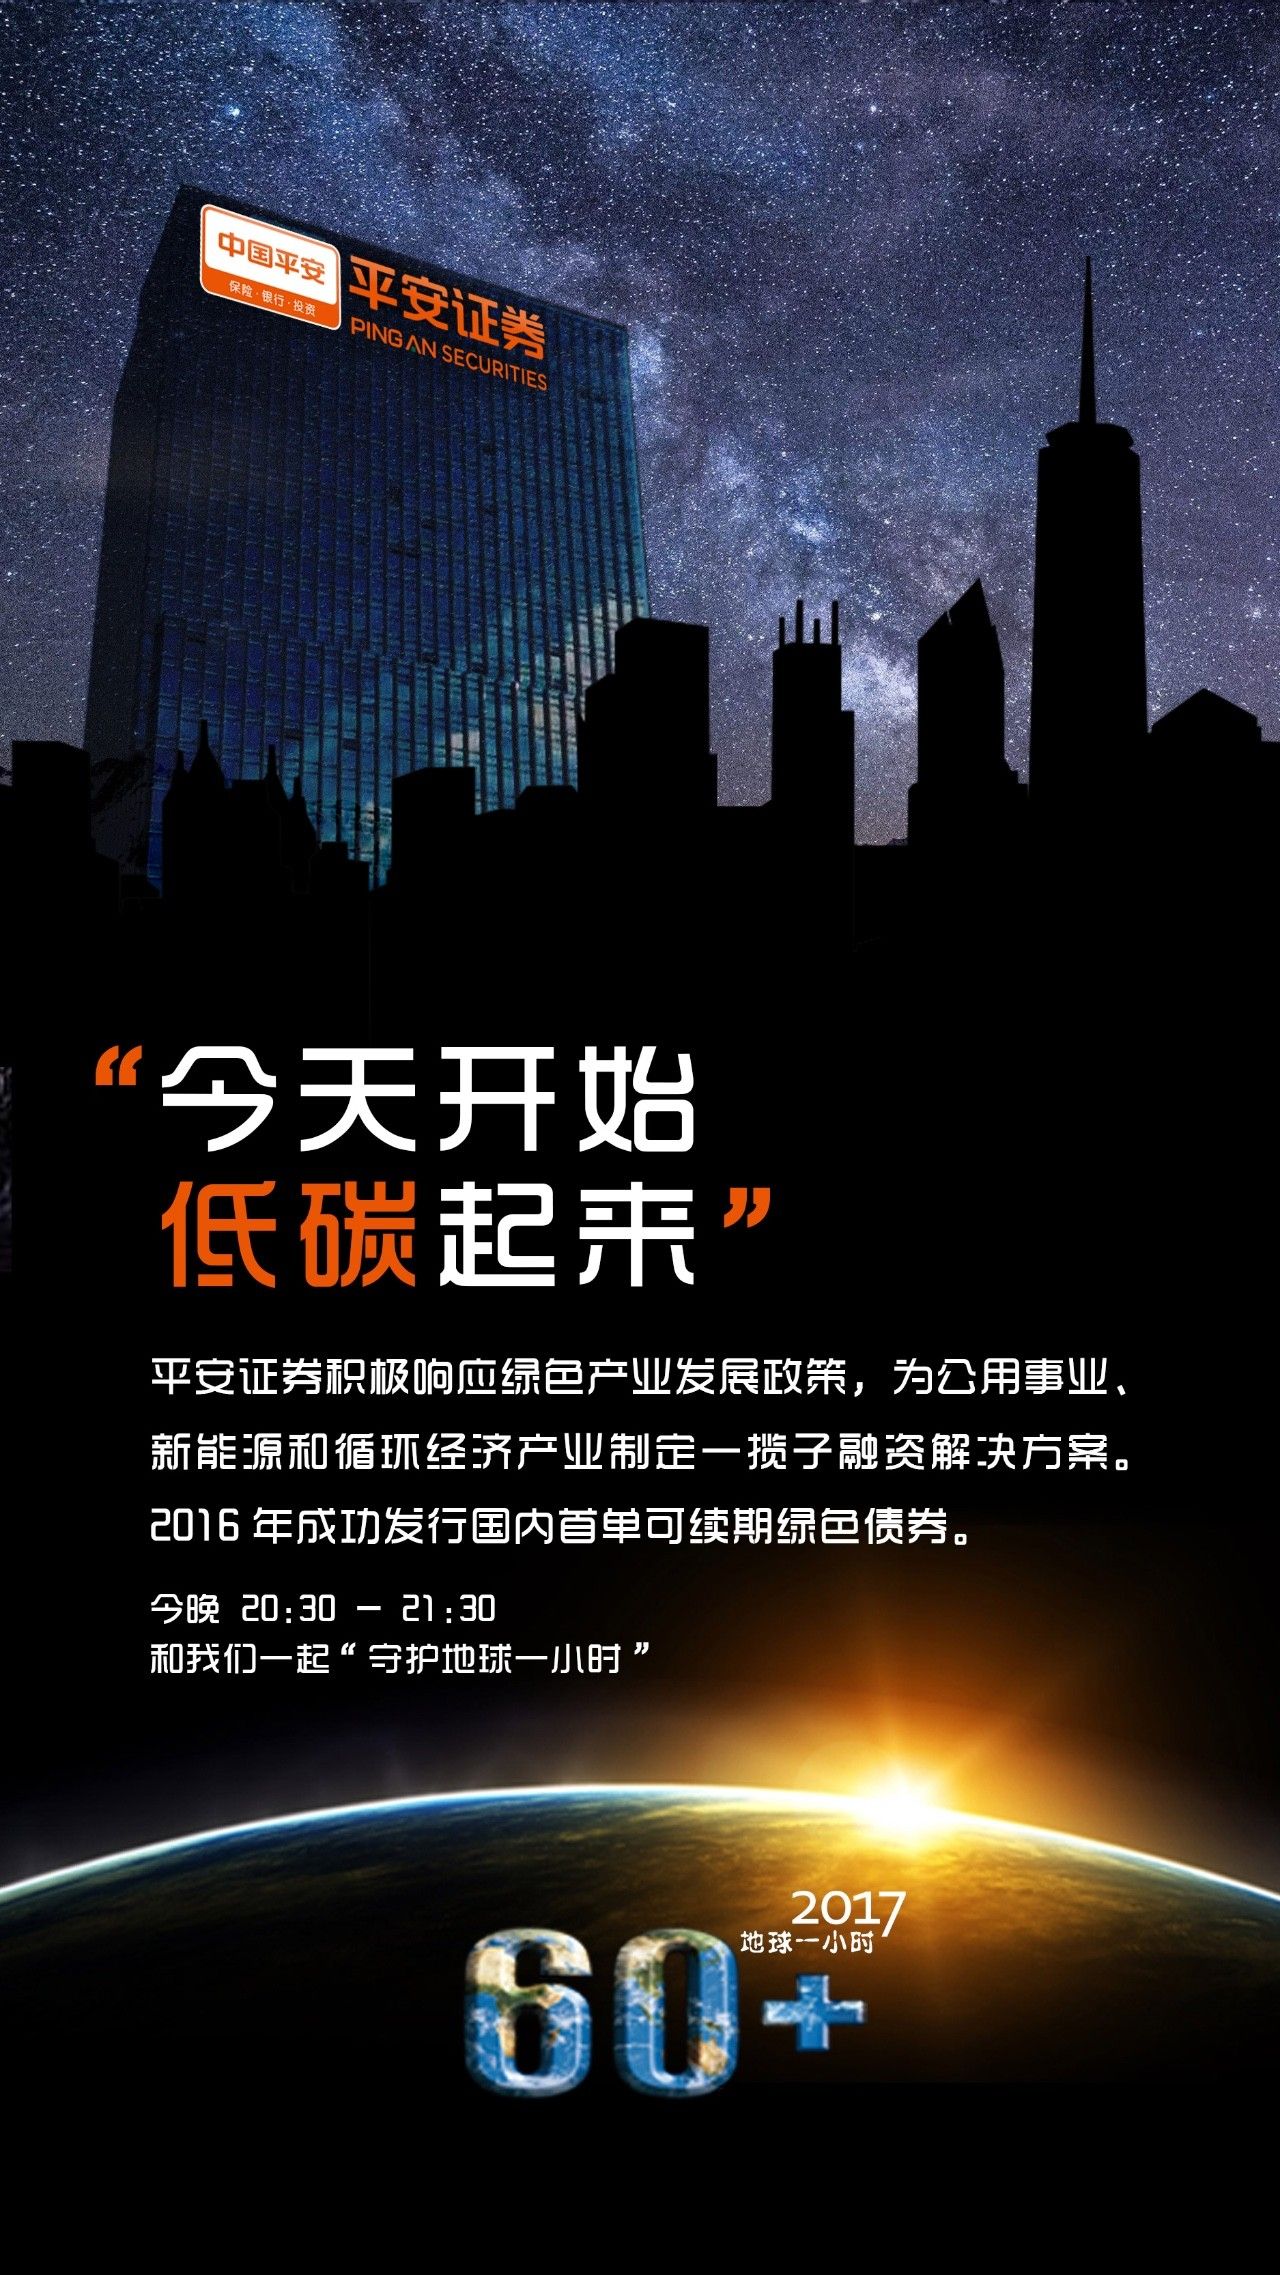 中国平安
保险·银行·投资
平安证券
PINGAN SECURITIES
“今天开始
低碳起来”
平安证券积极响应绿色产业发展政策，为公用事业、
新能源和循环经济产业制定一揽子融资解决方案。
2016 年成功发行国内首单可续期绿色债券。
今晚 20:30 — 21:30
和我们一起“守护地球一小时”
2017
地球一小时
60+